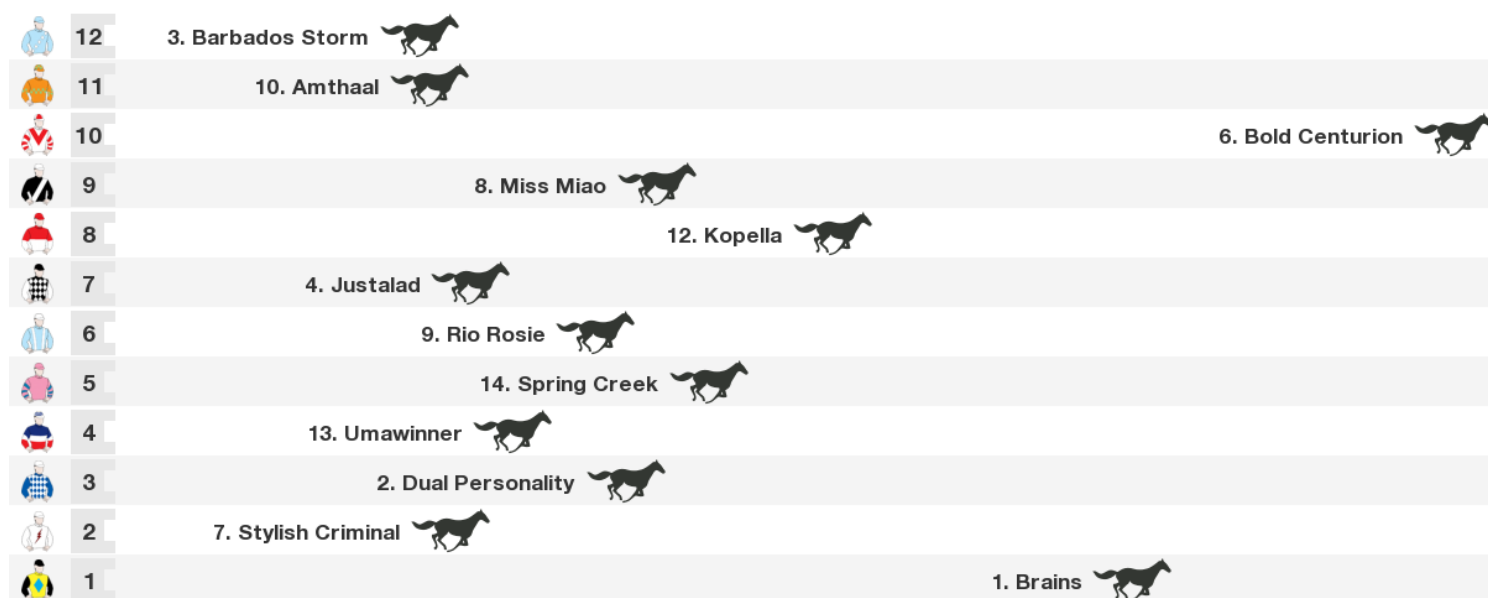 12 3. Barbados Storm
11 10. Amthaal
10 6. Bold Centurion
9 8. Miss Miao
8 12. Kopella
7 4. Justalad
6 9. Rio Rosie
5 14. Spring Creek
4 13. Umawinner
3 2. Dual Personality
2 7. Stylish Criminal
1 1. Brains